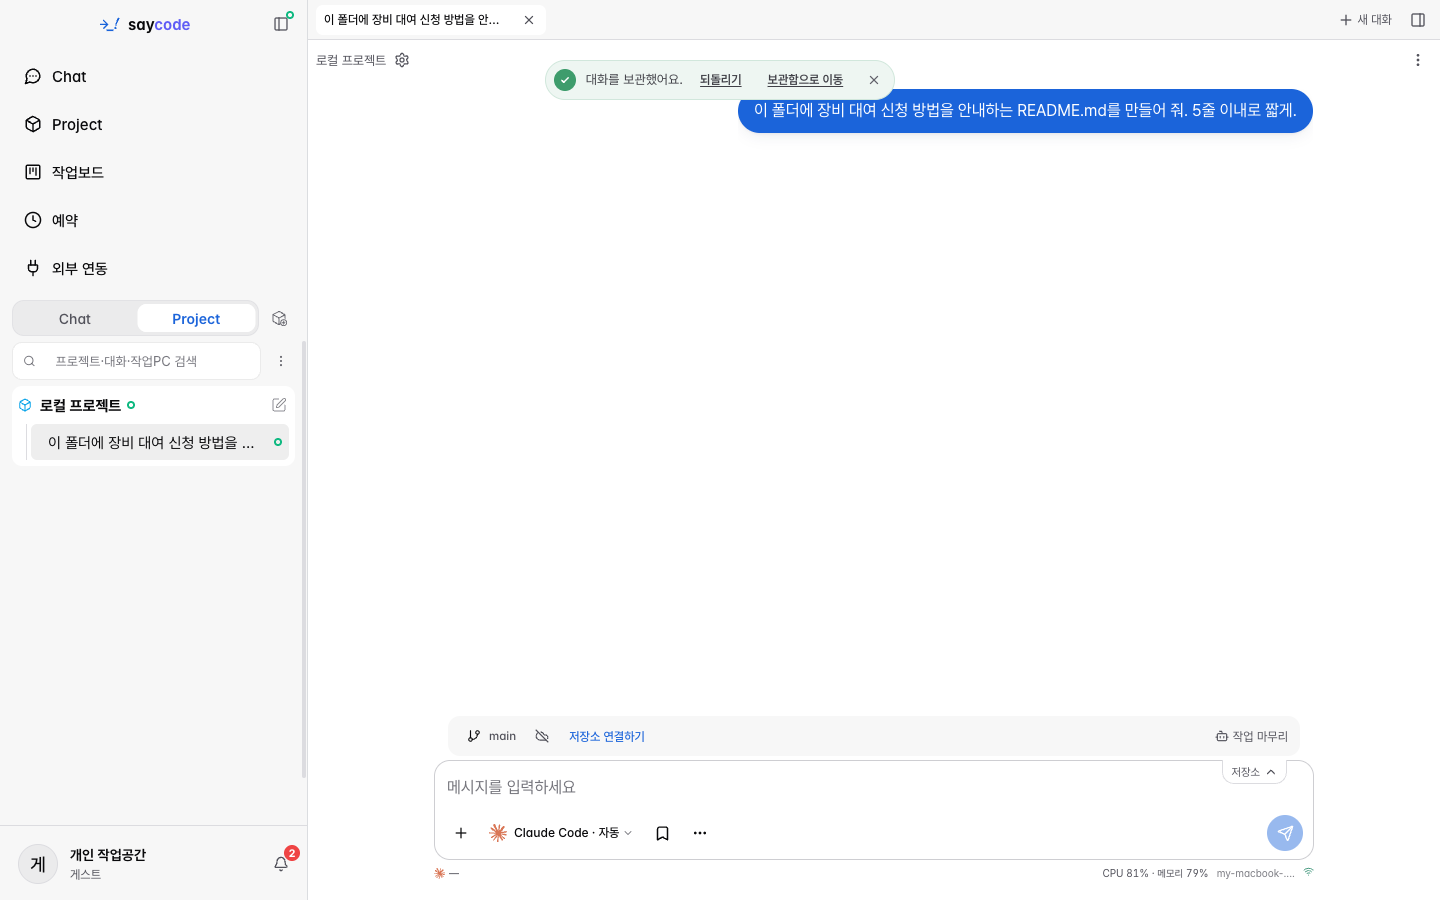 saycode
Chat
Project
작업보드
예약
외부 연동
Chat
Project
프로젝트·대화·작업PC 검색
로컬 프로젝트
이 폴더에 장비 대여 신청 방법을 ...
개인 작업공간
게
게스트
2
이 폴더에 장비 대여 신청 방법을 안...
새 대화
로컬 프로젝트
대화를 보관했어요. 되돌리기 보관함으로 이동
이 폴더에 장비 대여 신청 방법을 안내하는 README.md를 만들어 줘. 5줄 이내로 짧게.
main 저장소 연결하기 작업 마무리
저장소
메시지를 입력하세요
Claude Code · 자동
—
CPU 81% · 메모리 79% my-macbook-....